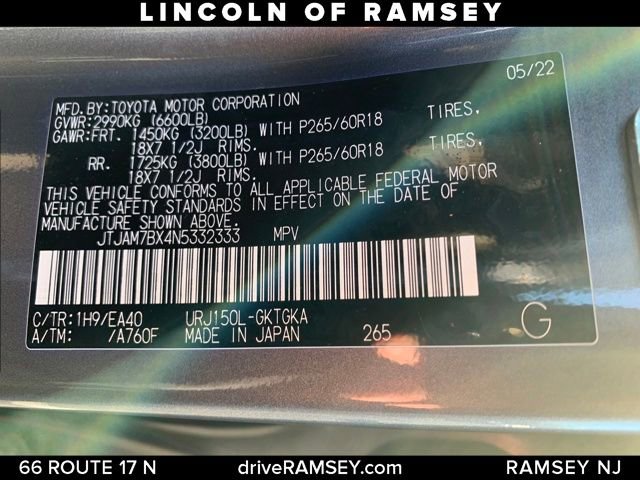 LINCOLN OF RAMSEY
05/22
MFD.BY:TOYOTA MOTOR CORPORATION
GVWR:2990KG (6600LB)
GAWR:FRT. 1450KG (3200LB) WITH P265/60R18 TIRES,
18X7 1/2J RIMS.
RR. 1725KG (3800LB) WITH P265/60R18 TIRES,
18X7 1/2J RIMS.
THIS VEHICLE CONFORMS TO ALL APPLICABLE FEDERAL MOTOR
VEHICLE SAFETY STANDARDS IN EFFECT ON THE DATE OF
MANUFACTURE SHOWN ABOVE.
JTJAM7BX4N5332333 MPV
C/TR:1H9/EA40 URJ150L-GKTGKA
A/TM: /A760F MADE IN JAPAN 265 G
66 ROUTE 17 N driveRAMSEY.com RAMSEY NJ